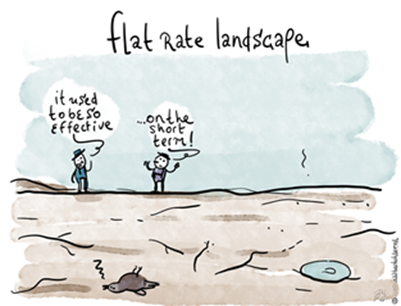 flat Rate landscape
it used
to be so
effective
...on the
short
term!